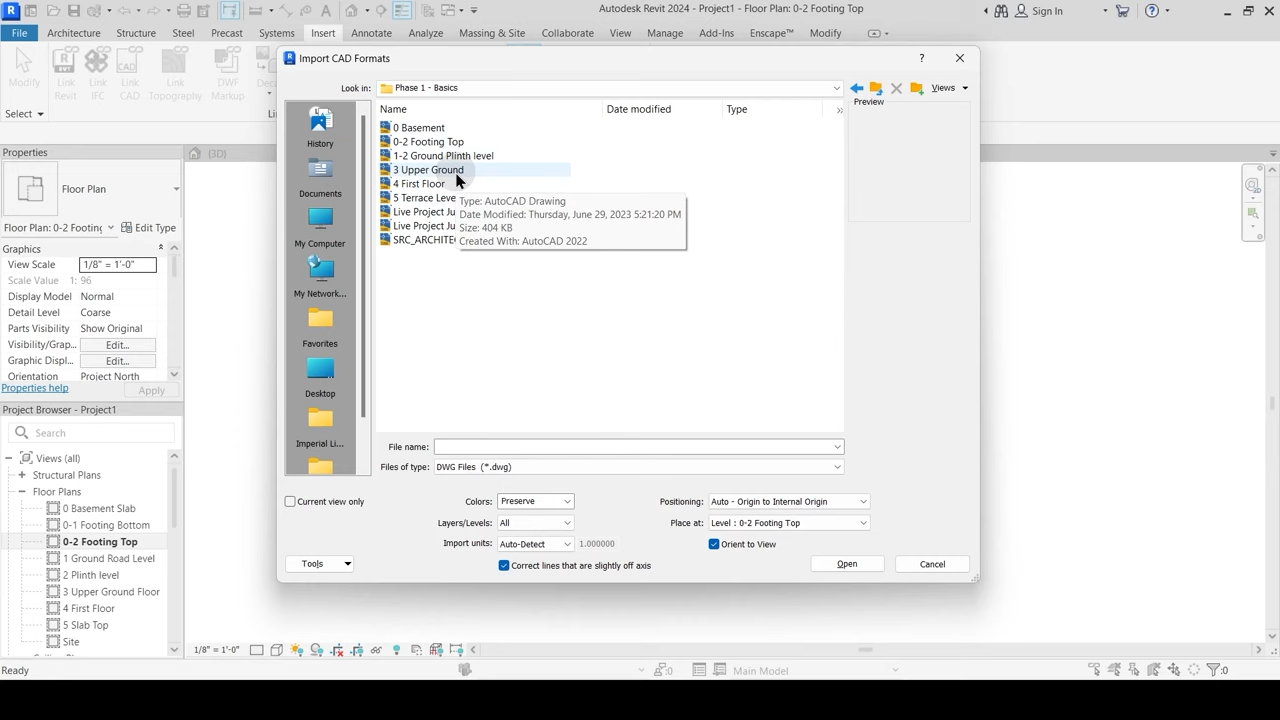 Autodesk Revit 2024 - Project1 - Floor Plan: 0-2 Footing Top
Sign In
File Architecture Structure Steel Precast Systems Insert Annotate Analyze Massing & Site Collaborate View Manage Add-Ins Enscape™ Modify
Modify
Link Revit
Link IFC
Link CAD
Link Topography
DWF Markup
Select
Import CAD Formats
Look in: Phase 1 - Basics
Views
Name Date modified Type
Preview
0 Basement
0-2 Footing Top
1-2 Ground Plinth level
3 Upper Ground
4 First Floor
5 Terrace Leve
Live Project Ju
Live Project Ju
SRC_ARCHITEC
Type: AutoCAD Drawing
Date Modified: Thursday, June 29, 2023 5:21:20 PM
Size: 404 KB
Created With: AutoCAD 2022
History
Documents
My Computer
My Network...
Favorites
Desktop
Imperial Li...
File name:
Files of type: DWG Files (*.dwg)
Current view only
Colors: Preserve
Positioning: Auto - Origin to Internal Origin
Layers/Levels: All
Place at: Level : 0-2 Footing Top
Import units: Auto-Detect 1.000000
Orient to View
Correct lines that are slightly off axis
Tools
Open
Cancel
Properties
Floor Plan
Floor Plan: 0-2 Footing
Edit Type
Graphics
View Scale 1/8" = 1'-0"
Scale Value 1: 96
Display Model Normal
Detail Level Coarse
Parts Visibility Show Original
Visibility/Grap... Edit...
Graphic Displ... Edit...
Orientation Project North
Properties help
Apply
Project Browser - Project1
Search
Views (all)
Structural Plans
Floor Plans
0 Basement Slab
0-1 Footing Bottom
0-2 Footing Top
1 Ground Road Level
2 Plinth level
3 Upper Ground Floor
4 First Floor
5 Slab Top
Site
{3D}
1/8" = 1'-0"
Ready
:0
Main Model
:0